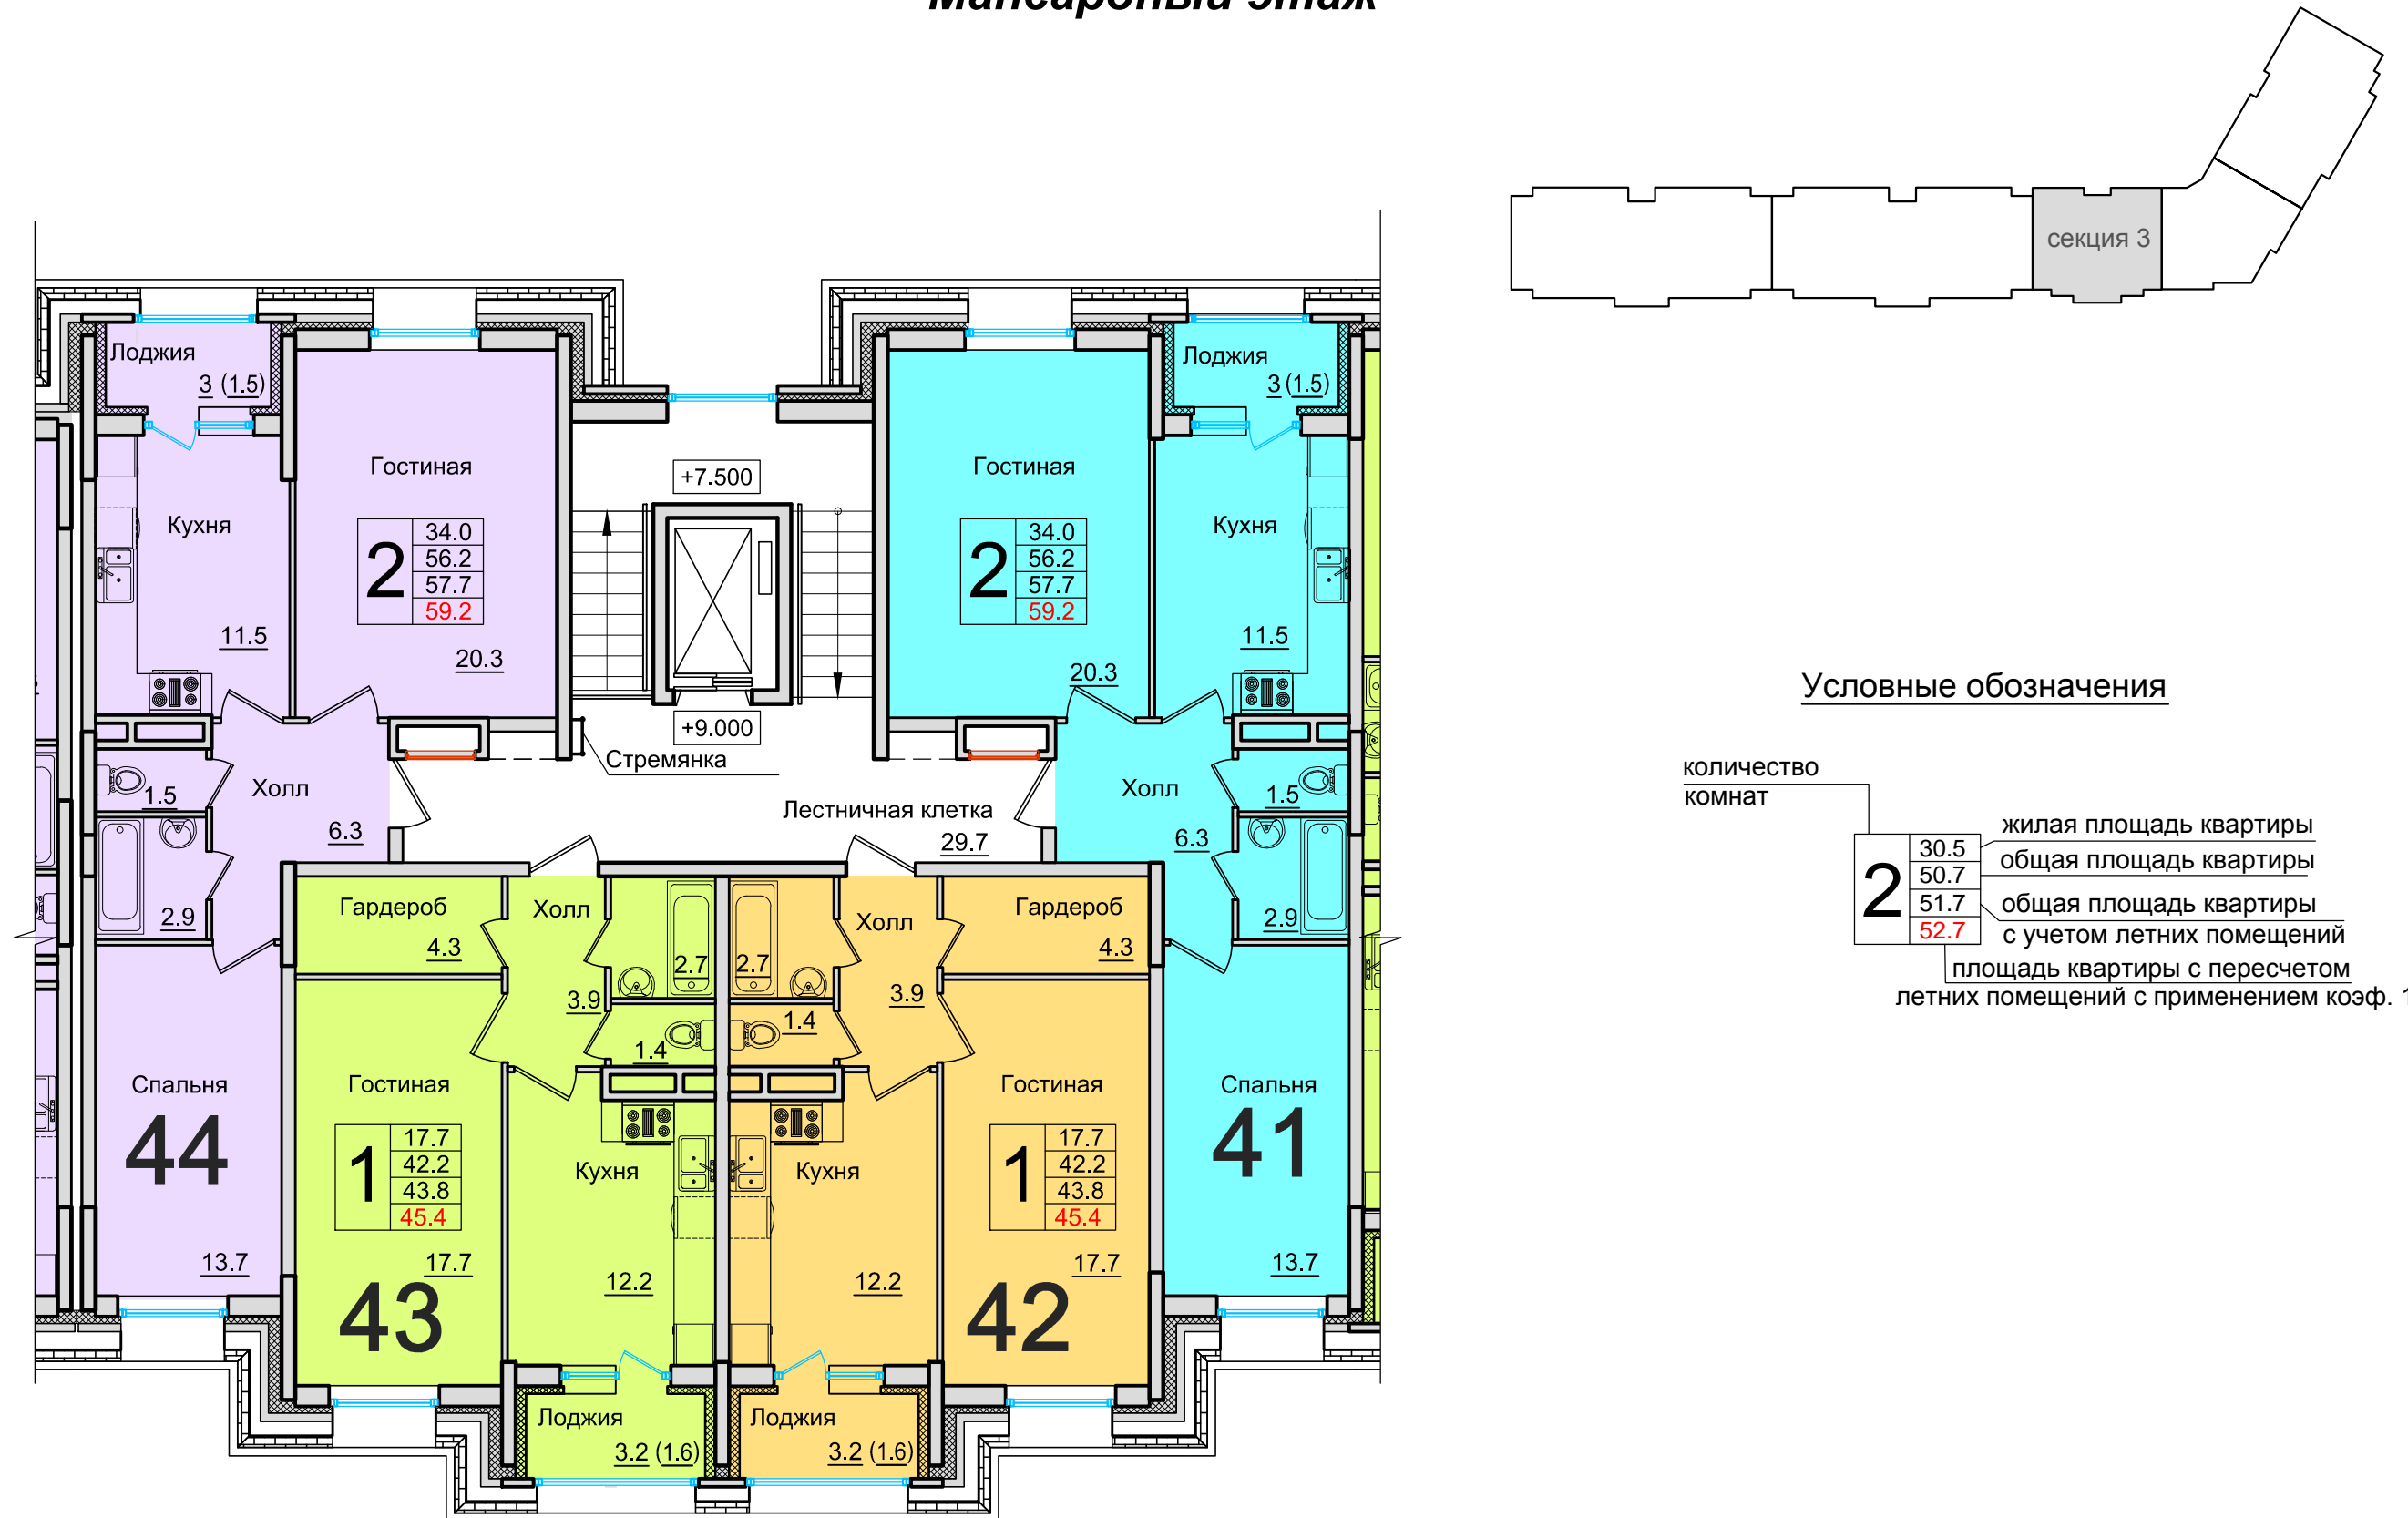 Мансардный этаж
секция 3
Лоджия
3 (1.5)
Гостиная
Кухня
2
34.0
56.2
57.7
59.2
11.5
20.3
+7.500
+9.000
Стремянка
Лестничная клетка
29.7
Гостиная
2
34.0
56.2
57.7
59.2
20.3
Лоджия
3 (1.5)
Кухня
11.5
1.5
Холл
6.3
2.9
Холл
6.3
1.5
2.9
Гардероб
4.3
Холл
3.9
2.7
1.4
2.7
1.4
Холл
3.9
Гардероб
4.3
Спальня
44
13.7
Гостиная
1
17.7
42.2
43.8
45.4
17.7
43
Кухня
12.2
Лоджия
3.2 (1.6)
Кухня
12.2
Лоджия
3.2 (1.6)
Гостиная
1
17.7
42.2
43.8
45.4
17.7
42
Спальня
41
13.7
Условные обозначения
количество
комнат
2
30.5
50.7
51.7
52.7
жилая площадь квартиры
общая площадь квартиры
общая площадь квартиры
с учетом летних помещений
площадь квартиры с пересчетом
летних помещений с применением коэф. 1